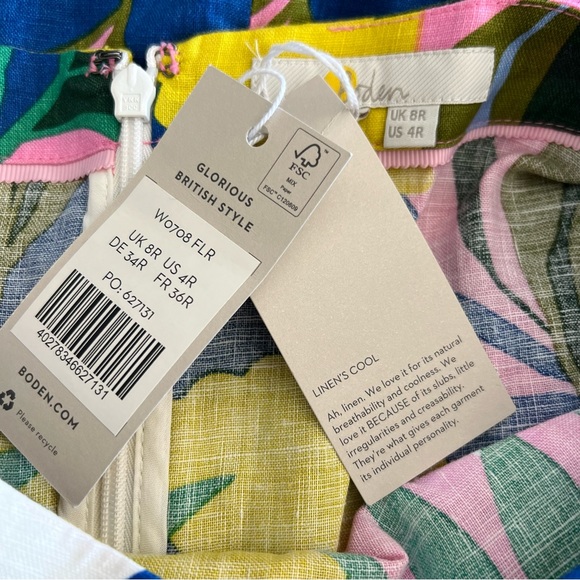 Boden
UK 8R
US 4R
FSC
MIX
Paper
FSC™ C120609
GLORIOUS
BRITISH STYLE
W0708 FLR
UK 8R US 4R
DE 34R FR 36R
PO: 627131
40278346627131
BODEN.COM
Please recycle
LINEN'S COOL
Ah, linen. We love it for its natural
breathability and coolness. We
love it BECAUSE of its slubs, little
irregularities and creasability.
They're what gives each garment
its individual personality.